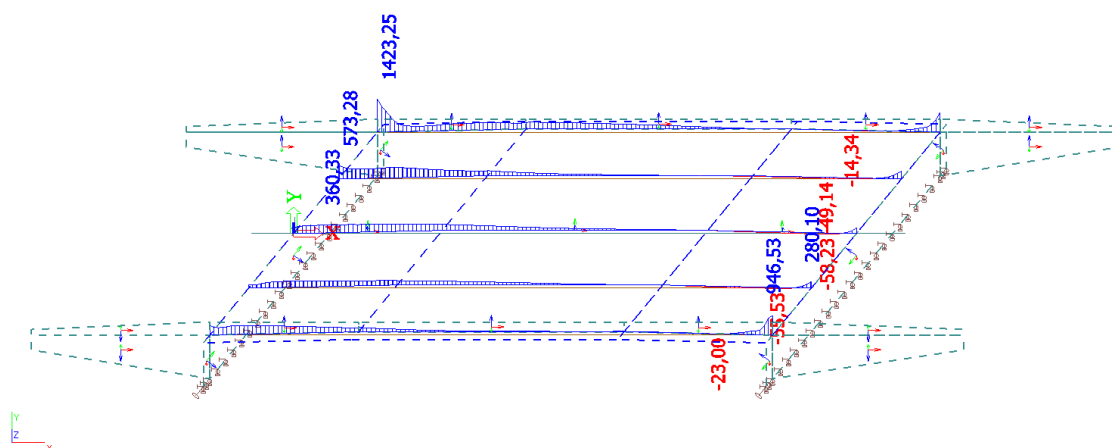 1423,25
573,28
360,33
-14,34
-49,14
280,10
-58,23
946,53
-55,53
-23,00
Y
X
Y
Z
X